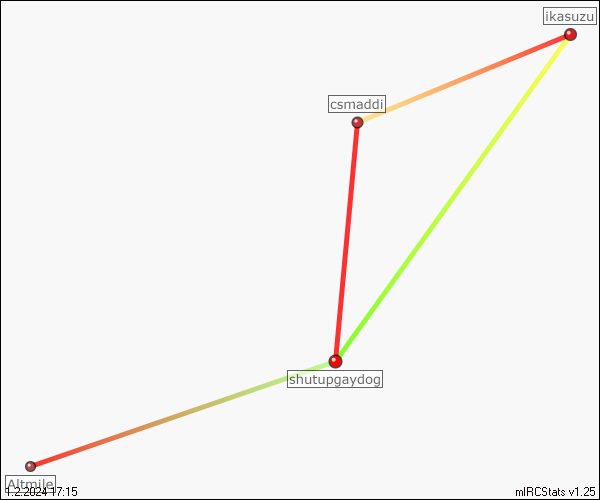 ikasuzu
csmaddi
shutupgaydog
Altmile
1.2.2024 17:15
mIRCStats v1.25